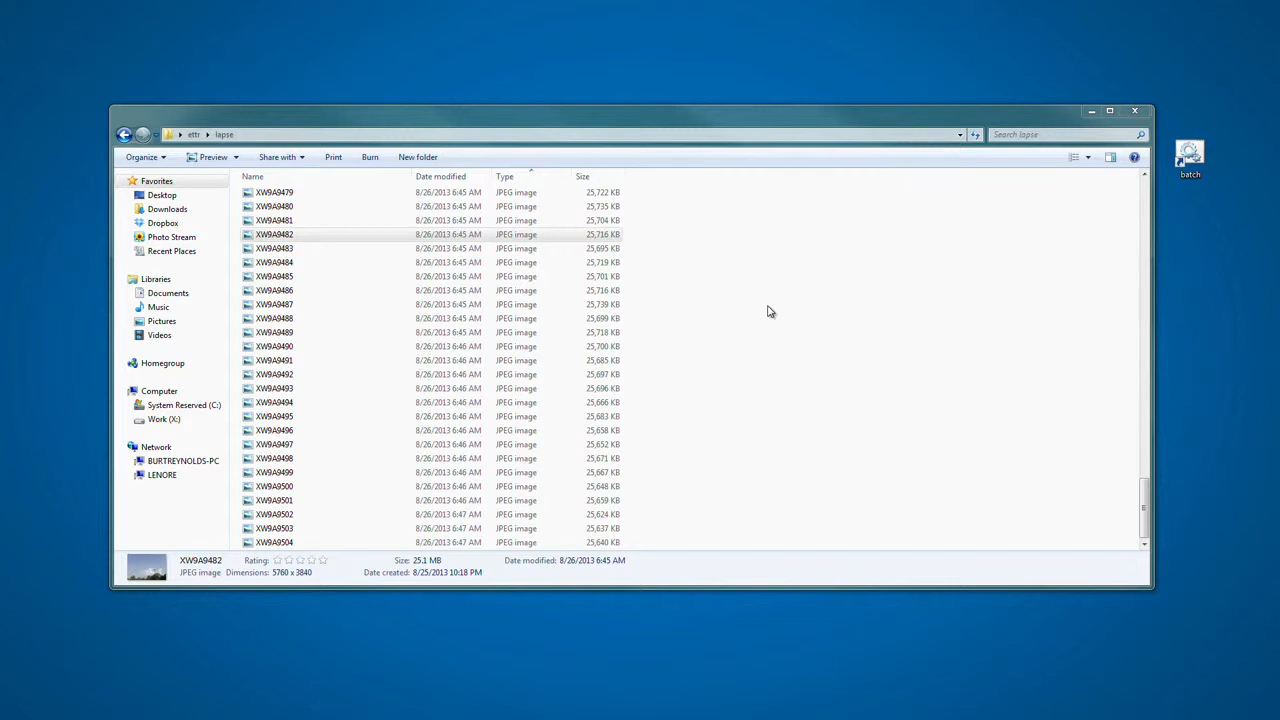 ettr ▸ lapse
Search lapse
Organize Preview Share with Print Burn New folder
Name Date modified Type Size
Favorites
Desktop
Downloads
Dropbox
Photo Stream
Recent Places
Libraries
Documents
Music
Pictures
Videos
Homegroup
Computer
System Reserved (C:)
Work (X:)
Network
BURTREYNOLDS-PC
LENORE
XW9A9479 8/26/2013 6:45 AM JPEG image 25,722 KB
XW9A9480 8/26/2013 6:45 AM JPEG image 25,735 KB
XW9A9481 8/26/2013 6:45 AM JPEG image 25,704 KB
XW9A9482 8/26/2013 6:45 AM JPEG image 25,716 KB
XW9A9483 8/26/2013 6:45 AM JPEG image 25,695 KB
XW9A9484 8/26/2013 6:45 AM JPEG image 25,719 KB
XW9A9485 8/26/2013 6:45 AM JPEG image 25,701 KB
XW9A9486 8/26/2013 6:45 AM JPEG image 25,716 KB
XW9A9487 8/26/2013 6:45 AM JPEG image 25,739 KB
XW9A9488 8/26/2013 6:45 AM JPEG image 25,699 KB
XW9A9489 8/26/2013 6:45 AM JPEG image 25,718 KB
XW9A9490 8/26/2013 6:45 AM JPEG image 25,700 KB
XW9A9491 8/26/2013 6:46 AM JPEG image 25,685 KB
XW9A9492 8/26/2013 6:46 AM JPEG image 25,697 KB
XW9A9493 8/26/2013 6:46 AM JPEG image 25,696 KB
XW9A9494 8/26/2013 6:46 AM JPEG image 25,666 KB
XW9A9495 8/26/2013 6:46 AM JPEG image 25,683 KB
XW9A9496 8/26/2013 6:46 AM JPEG image 25,658 KB
XW9A9497 8/26/2013 6:46 AM JPEG image 25,652 KB
XW9A9498 8/26/2013 6:46 AM JPEG image 25,671 KB
XW9A9499 8/26/2013 6:46 AM JPEG image 25,667 KB
XW9A9500 8/26/2013 6:46 AM JPEG image 25,648 KB
XW9A9501 8/26/2013 6:46 AM JPEG image 25,659 KB
XW9A9502 8/26/2013 6:47 AM JPEG image 25,624 KB
XW9A9503 8/26/2013 6:47 AM JPEG image 25,637 KB
XW9A9504 8/26/2013 6:47 AM JPEG image 25,640 KB
XW9A9482 Rating: Size: 25.1 MB Date modified: 8/26/2013 6:45 AM
JPEG image Dimensions: 5760 x 3840 Date created: 8/25/2013 10:18 PM
batch